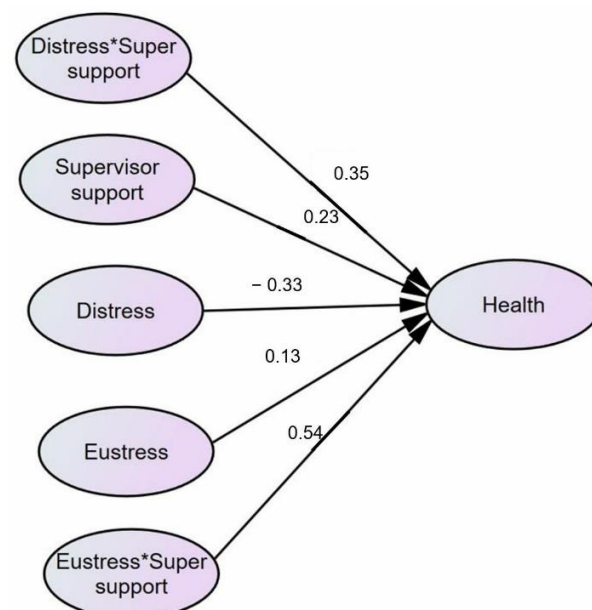 Distress*Super
support
0.35
Supervisor
support
0.23
− 0.33
Distress
Health
0.13
Eustress
0.54
Eustress*Super
support